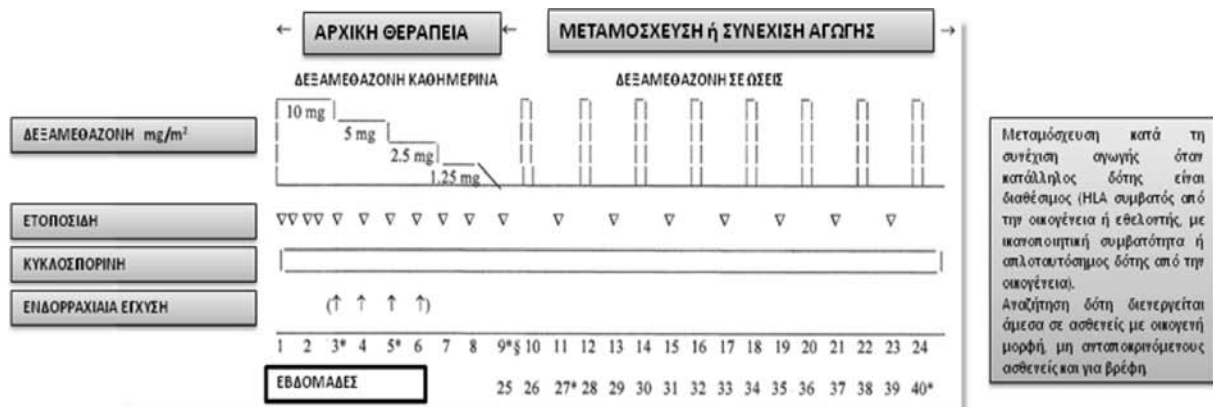 ← ΑΡΧΙΚΗ ΘΕΡΑΠΕΙΑ ← ΜΕΤΑΜΟΣΧΕΥΣΗ ή ΣΥΝΕΧΙΣΗ ΑΓΩΓΗΣ →
ΔΕΞΑΜΕΘΑΖΟΝΗ ΚΑΘΗΜΕΡΙΝΑ ΔΕΞΑΜΕΘΑΖΟΝΗ ΣΕ ΩΣΕΙΣ
ΔΕΞΑΜΕΘΑΖΟΝΗ mg/m²
10 mg
5 mg
2.5 mg
1.25 mg
ΕΤΟΠΟΣΙΔΗ ∇∇ ∇∇ ∇ ∇ ∇ ∇ ∇ ∇ ∇ ∇ ∇ ∇ ∇ ∇ ∇ ∇
ΚΥΚΛΟΣΠΟΡΙΝΗ
ΕΝΔΟΡΡΑΧΙΑΙΑ ΕΓΧΥΣΗ (↑ ↑ ↑ ↑)
1 2 3* 4 5* 6 7 8 9*§ 10 11 12 13 14 15 16 17 18 19 20 21 22 23 24
ΕΒΔΟΜΑΔΕΣ 25 26 27* 28 29 30 31 32 33 34 35 36 37 38 39 40*
Μεταμόσχευση κατά τη
συνέχιση αγωγής όταν
κατάλληλος δότης είναι
διαθέσιμος (HLA συμβατός από
την οικογένεια ή εθελοντής, με
ικανοποιητική συμβατότητα ή
απλοταυτόσημος δότης από την
οικογένεια).
Αναζήτηση δότη διενεργείται
άμεσα σε ασθενείς με οικογενή
μορφή, μη ανταποκρινόμενους
ασθενείς και για βρέφη.